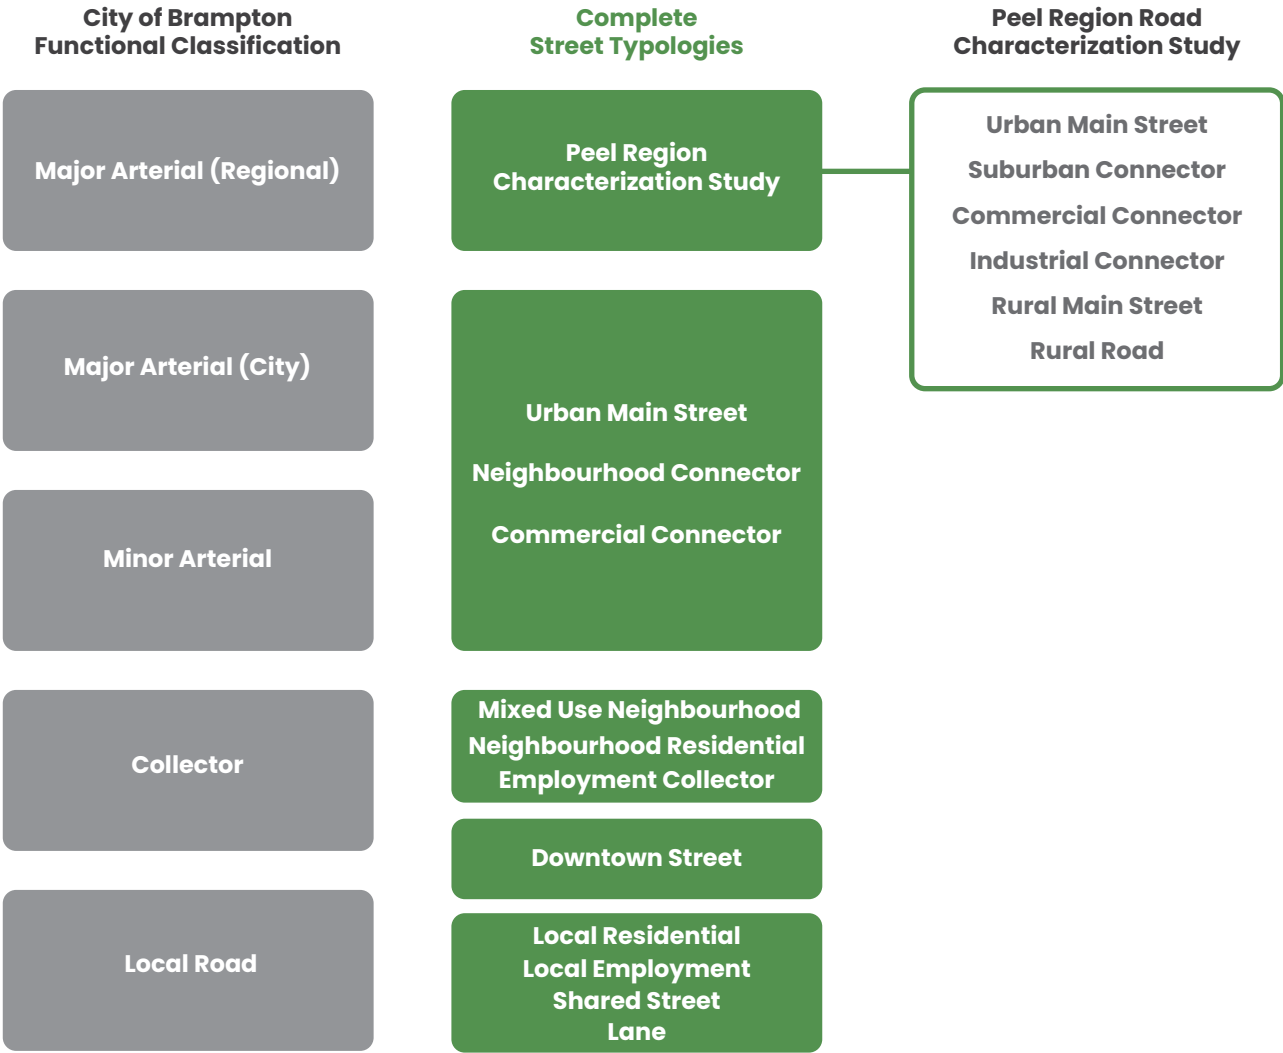 City of Brampton
Functional Classification
Complete
Street Typologies
Peel Region Road
Characterization Study
Major Arterial (Regional)
Peel Region
Characterization Study
Urban Main Street
Suburban Connector
Commercial Connector
Industrial Connector
Rural Main Street
Rural Road
Major Arterial (City)
Minor Arterial
Urban Main Street
Neighbourhood Connector
Commercial Connector
Collector
Mixed Use Neighbourhood
Neighbourhood Residential
Employment Collector
Downtown Street
Local Road
Local Residential
Local Employment
Shared Street
Lane